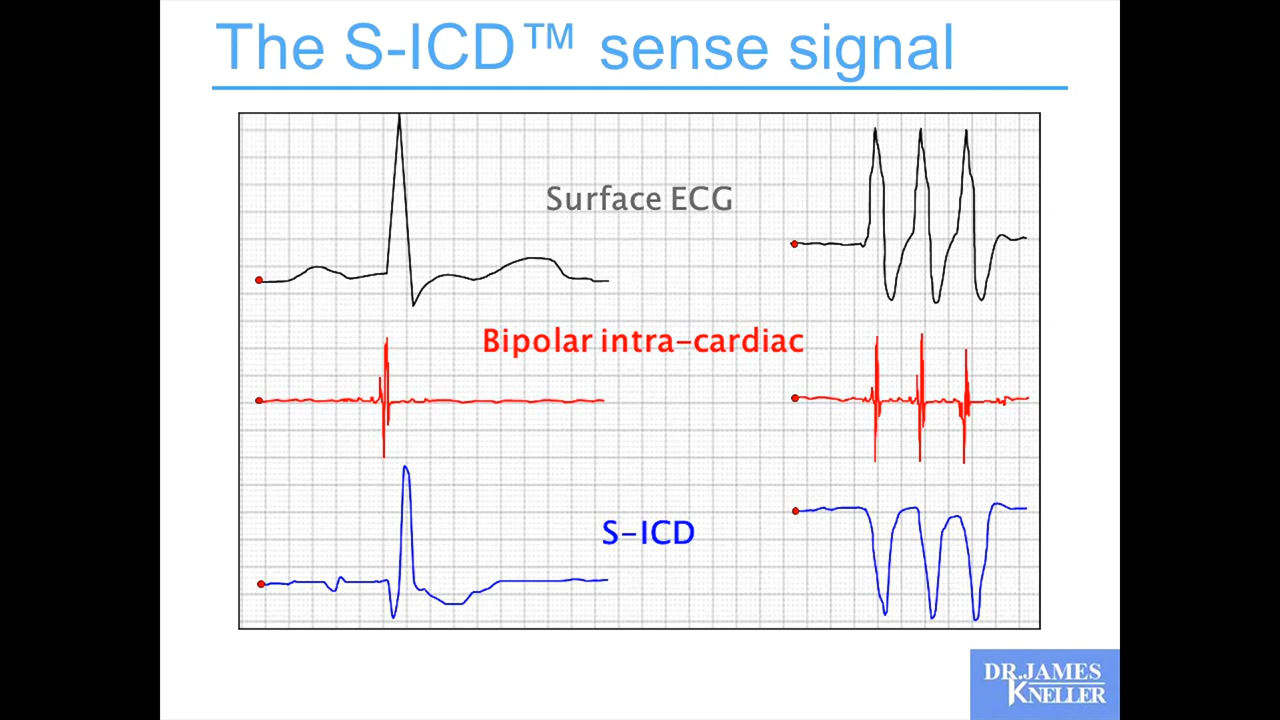 The S-ICD™ sense signal
Surface ECG
Bipolar intra-cardiac
S-ICD
DR.JAMES
KNELLER